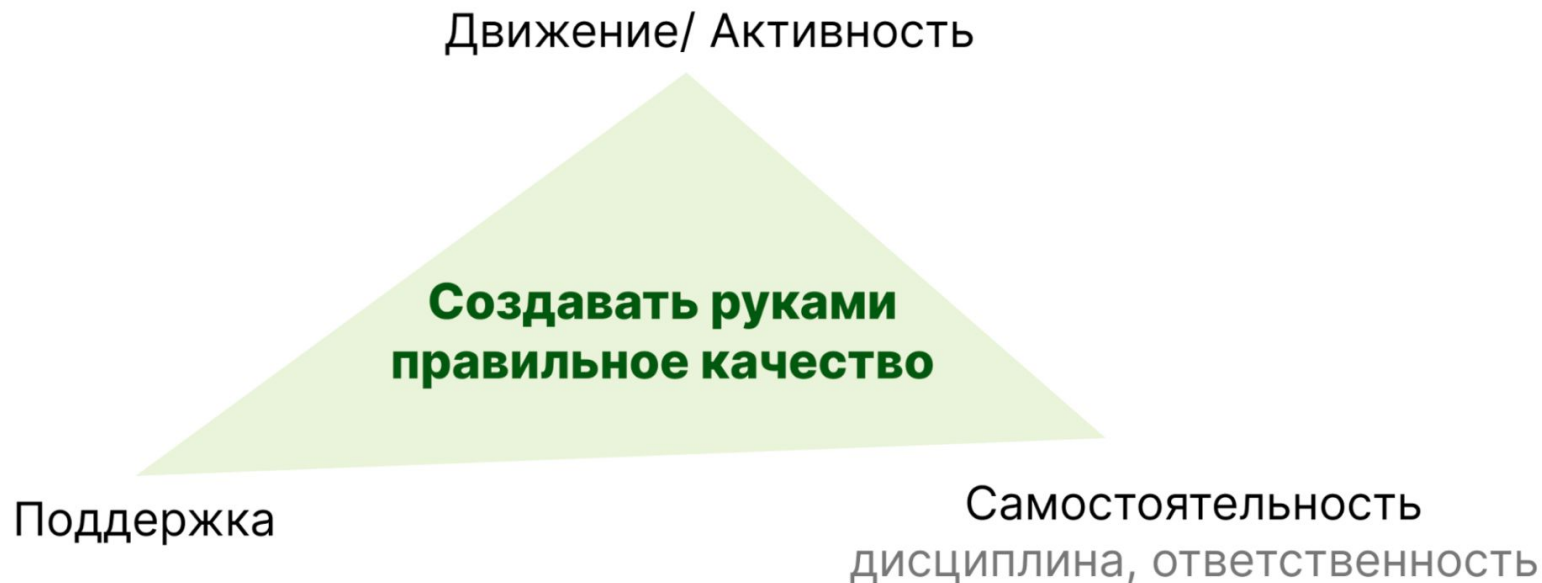 Движение/ Активность
Создавать руками
правильное качество
Поддержка
Самостоятельность
дисциплина, ответственность